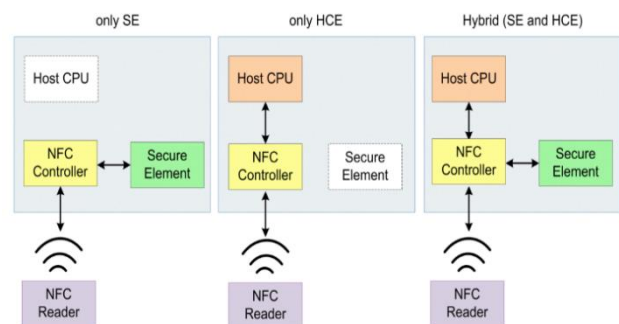 only SE
only HCE
Hybrid (SE and HCE)
Host CPU
NFC
Controller
Secure
Element
NFC
Reader
Host CPU
NFC
Controller
Secure
Element
NFC
Reader
Host CPU
NFC
Controller
Secure
Element
NFC
Reader